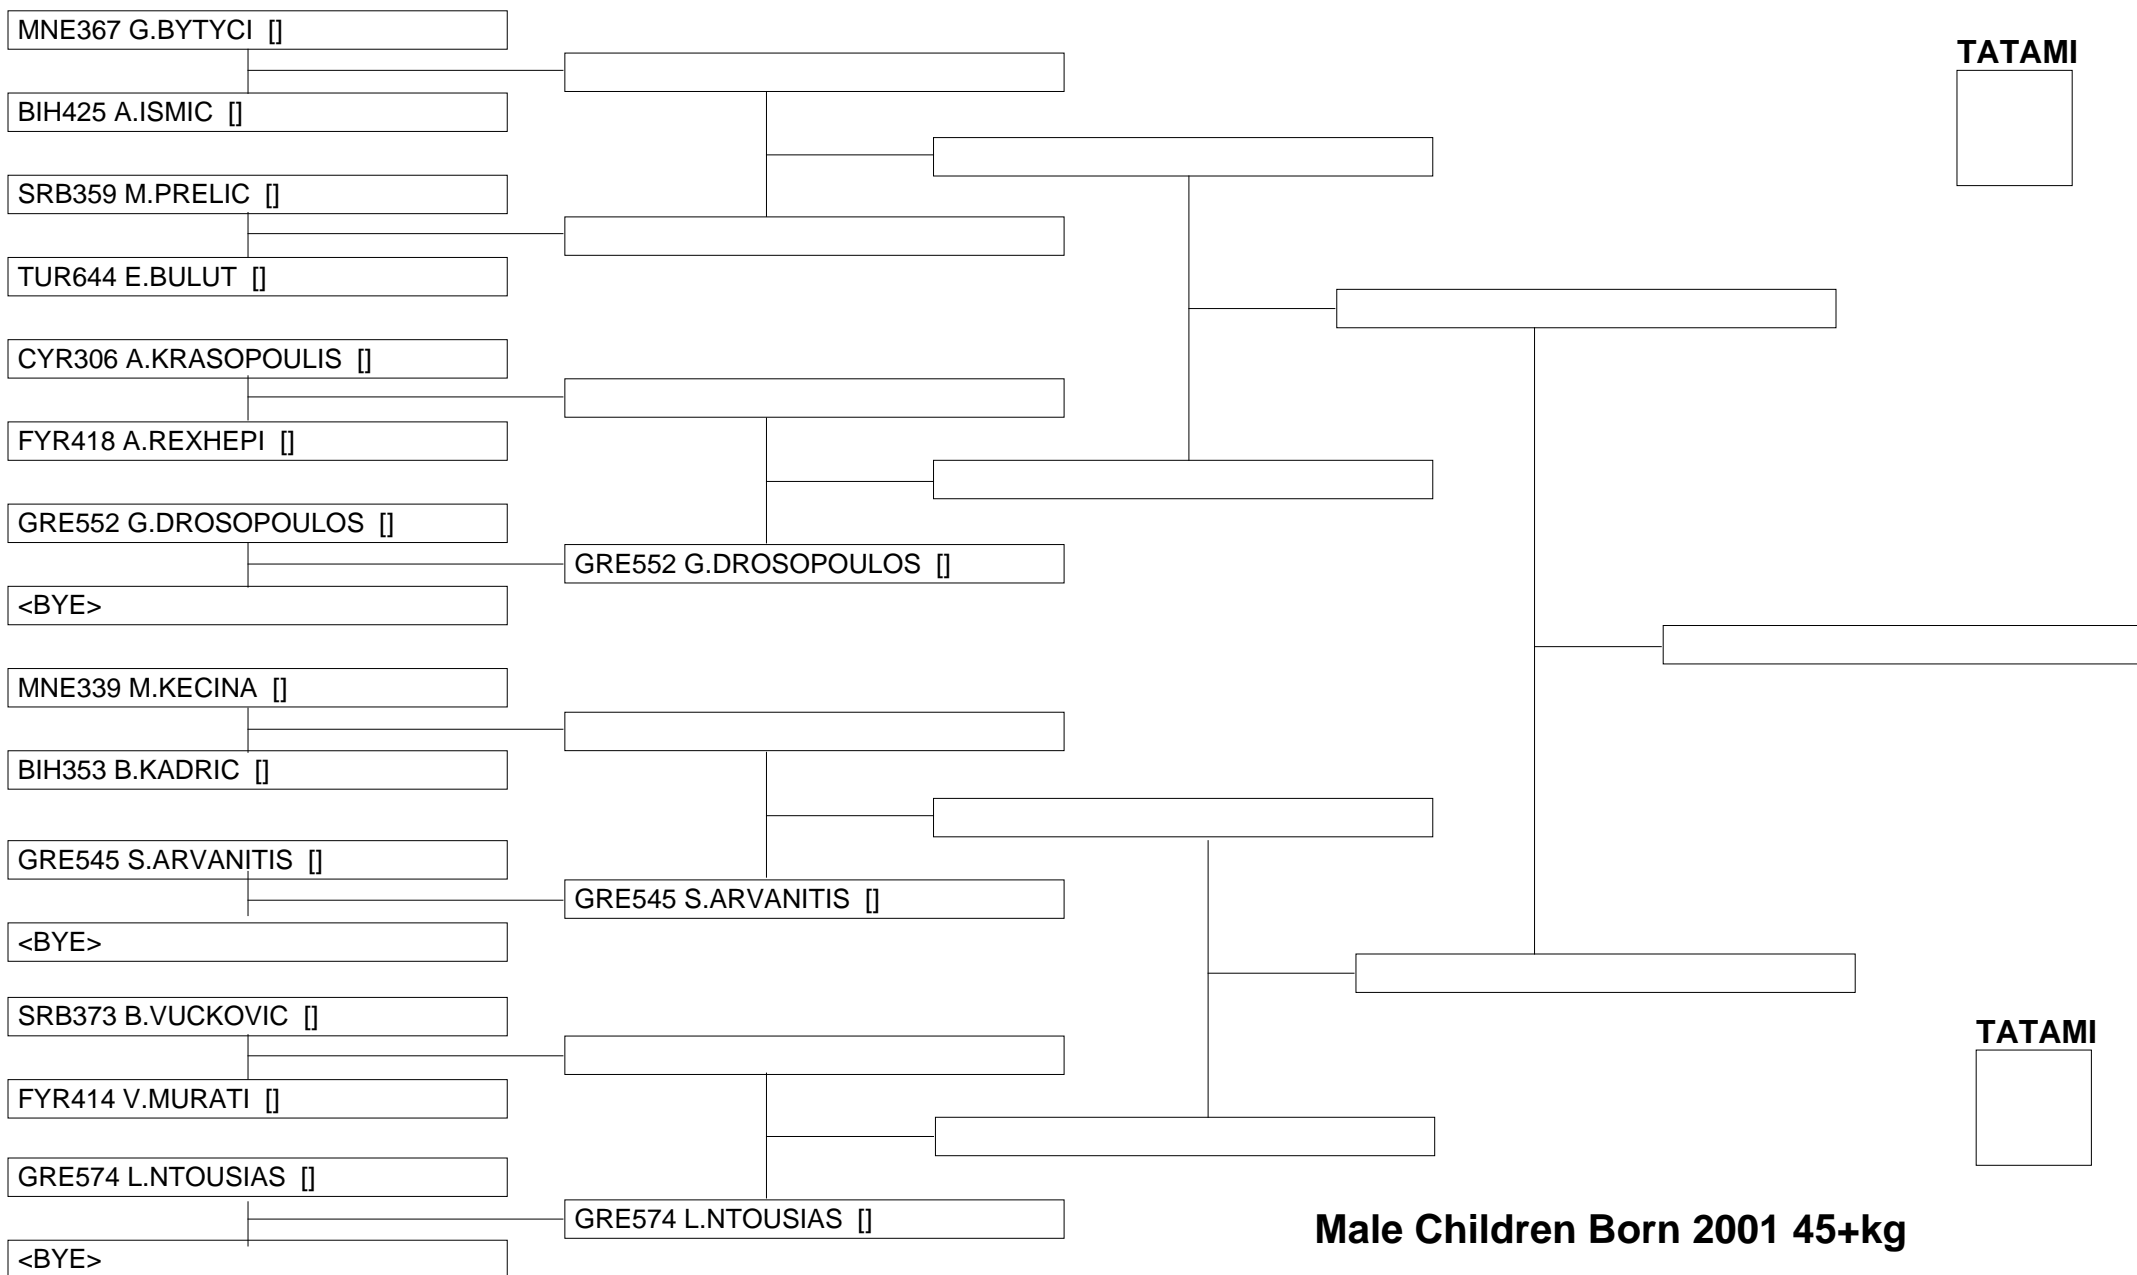 MNE367 G.BYTYCI []
TATAMI
BIH425 A.ISMIC []
SRB359 M.PRELIC []
TUR644 E.BULUT []
CYR306 A.KRASOPOULIS []
FYR418 A.REXHEPI []
GRE552 G.DROSOPOULOS []
GRE552 G.DROSOPOULOS []
<BYE>
MNE339 M.KECINA []
BIH353 B.KADRIC []
GRE545 S.ARVANITIS []
GRE545 S.ARVANITIS []
<BYE>
SRB373 B.VUCKOVIC []
TATAMI
FYR414 V.MURATI []
GRE574 L.NTOUSIAS []
GRE574 L.NTOUSIAS []
Male Children Born 2001 45+kg
<BYE>